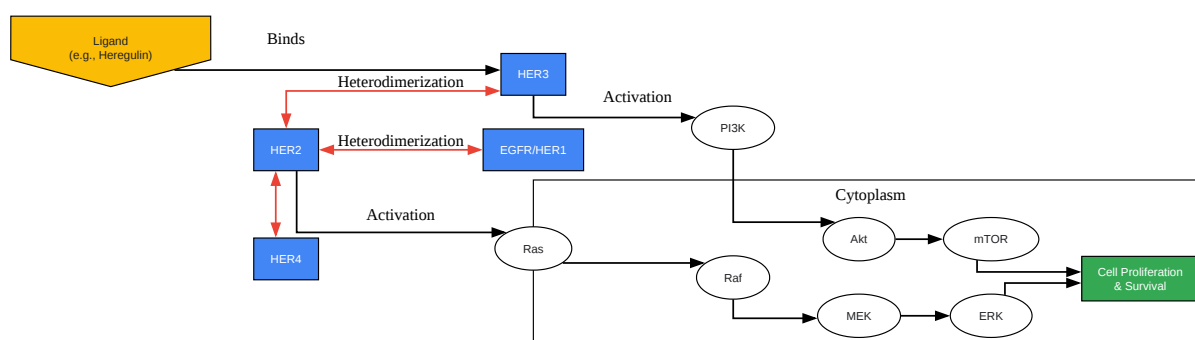 Ligand
(e.g., Heregulin)
Binds
HER3
Heterodimerization
Activation
PI3K
HER2
Heterodimerization
EGFR/HER1
Cytoplasm
Activation
Akt
mTOR
Ras
HER4
Raf
Cell Proliferation
& Survival
MEK
ERK